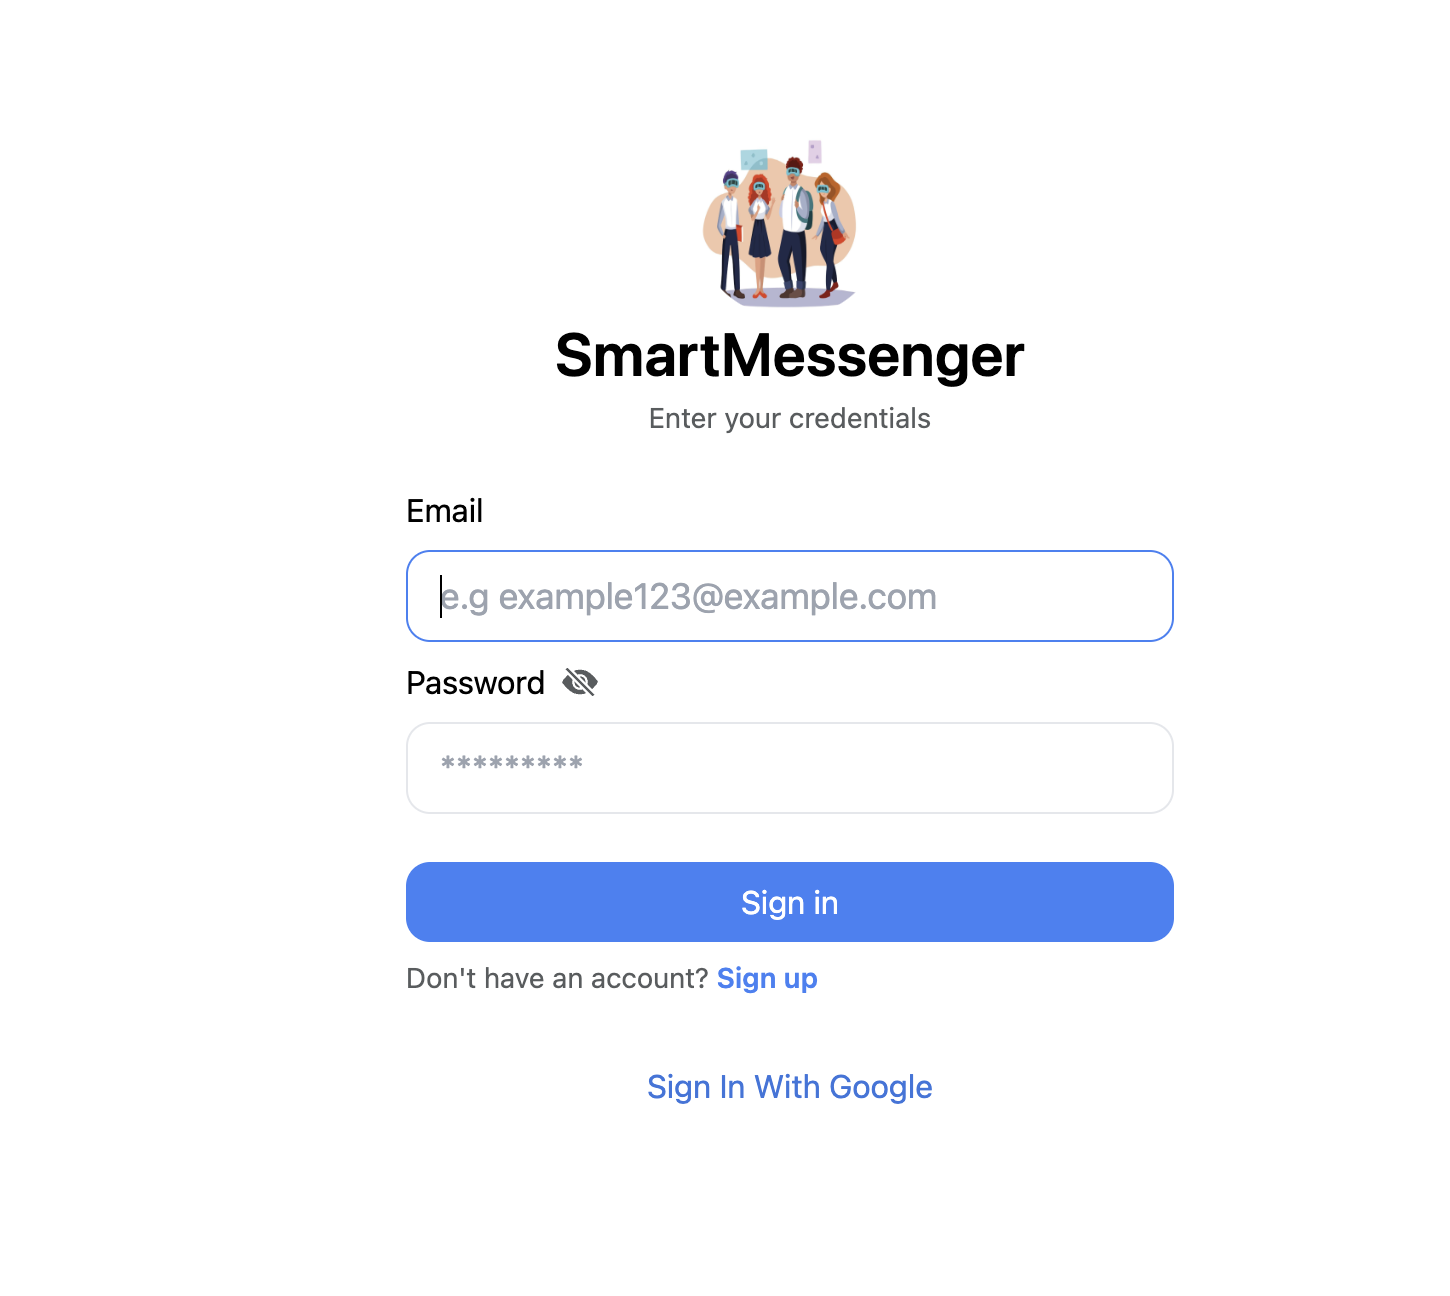 SmartMessenger
Enter your credentials
Email
e.g example123@example.com
Password
*********
Sign in
Don't have an account? Sign up
Sign In With Google